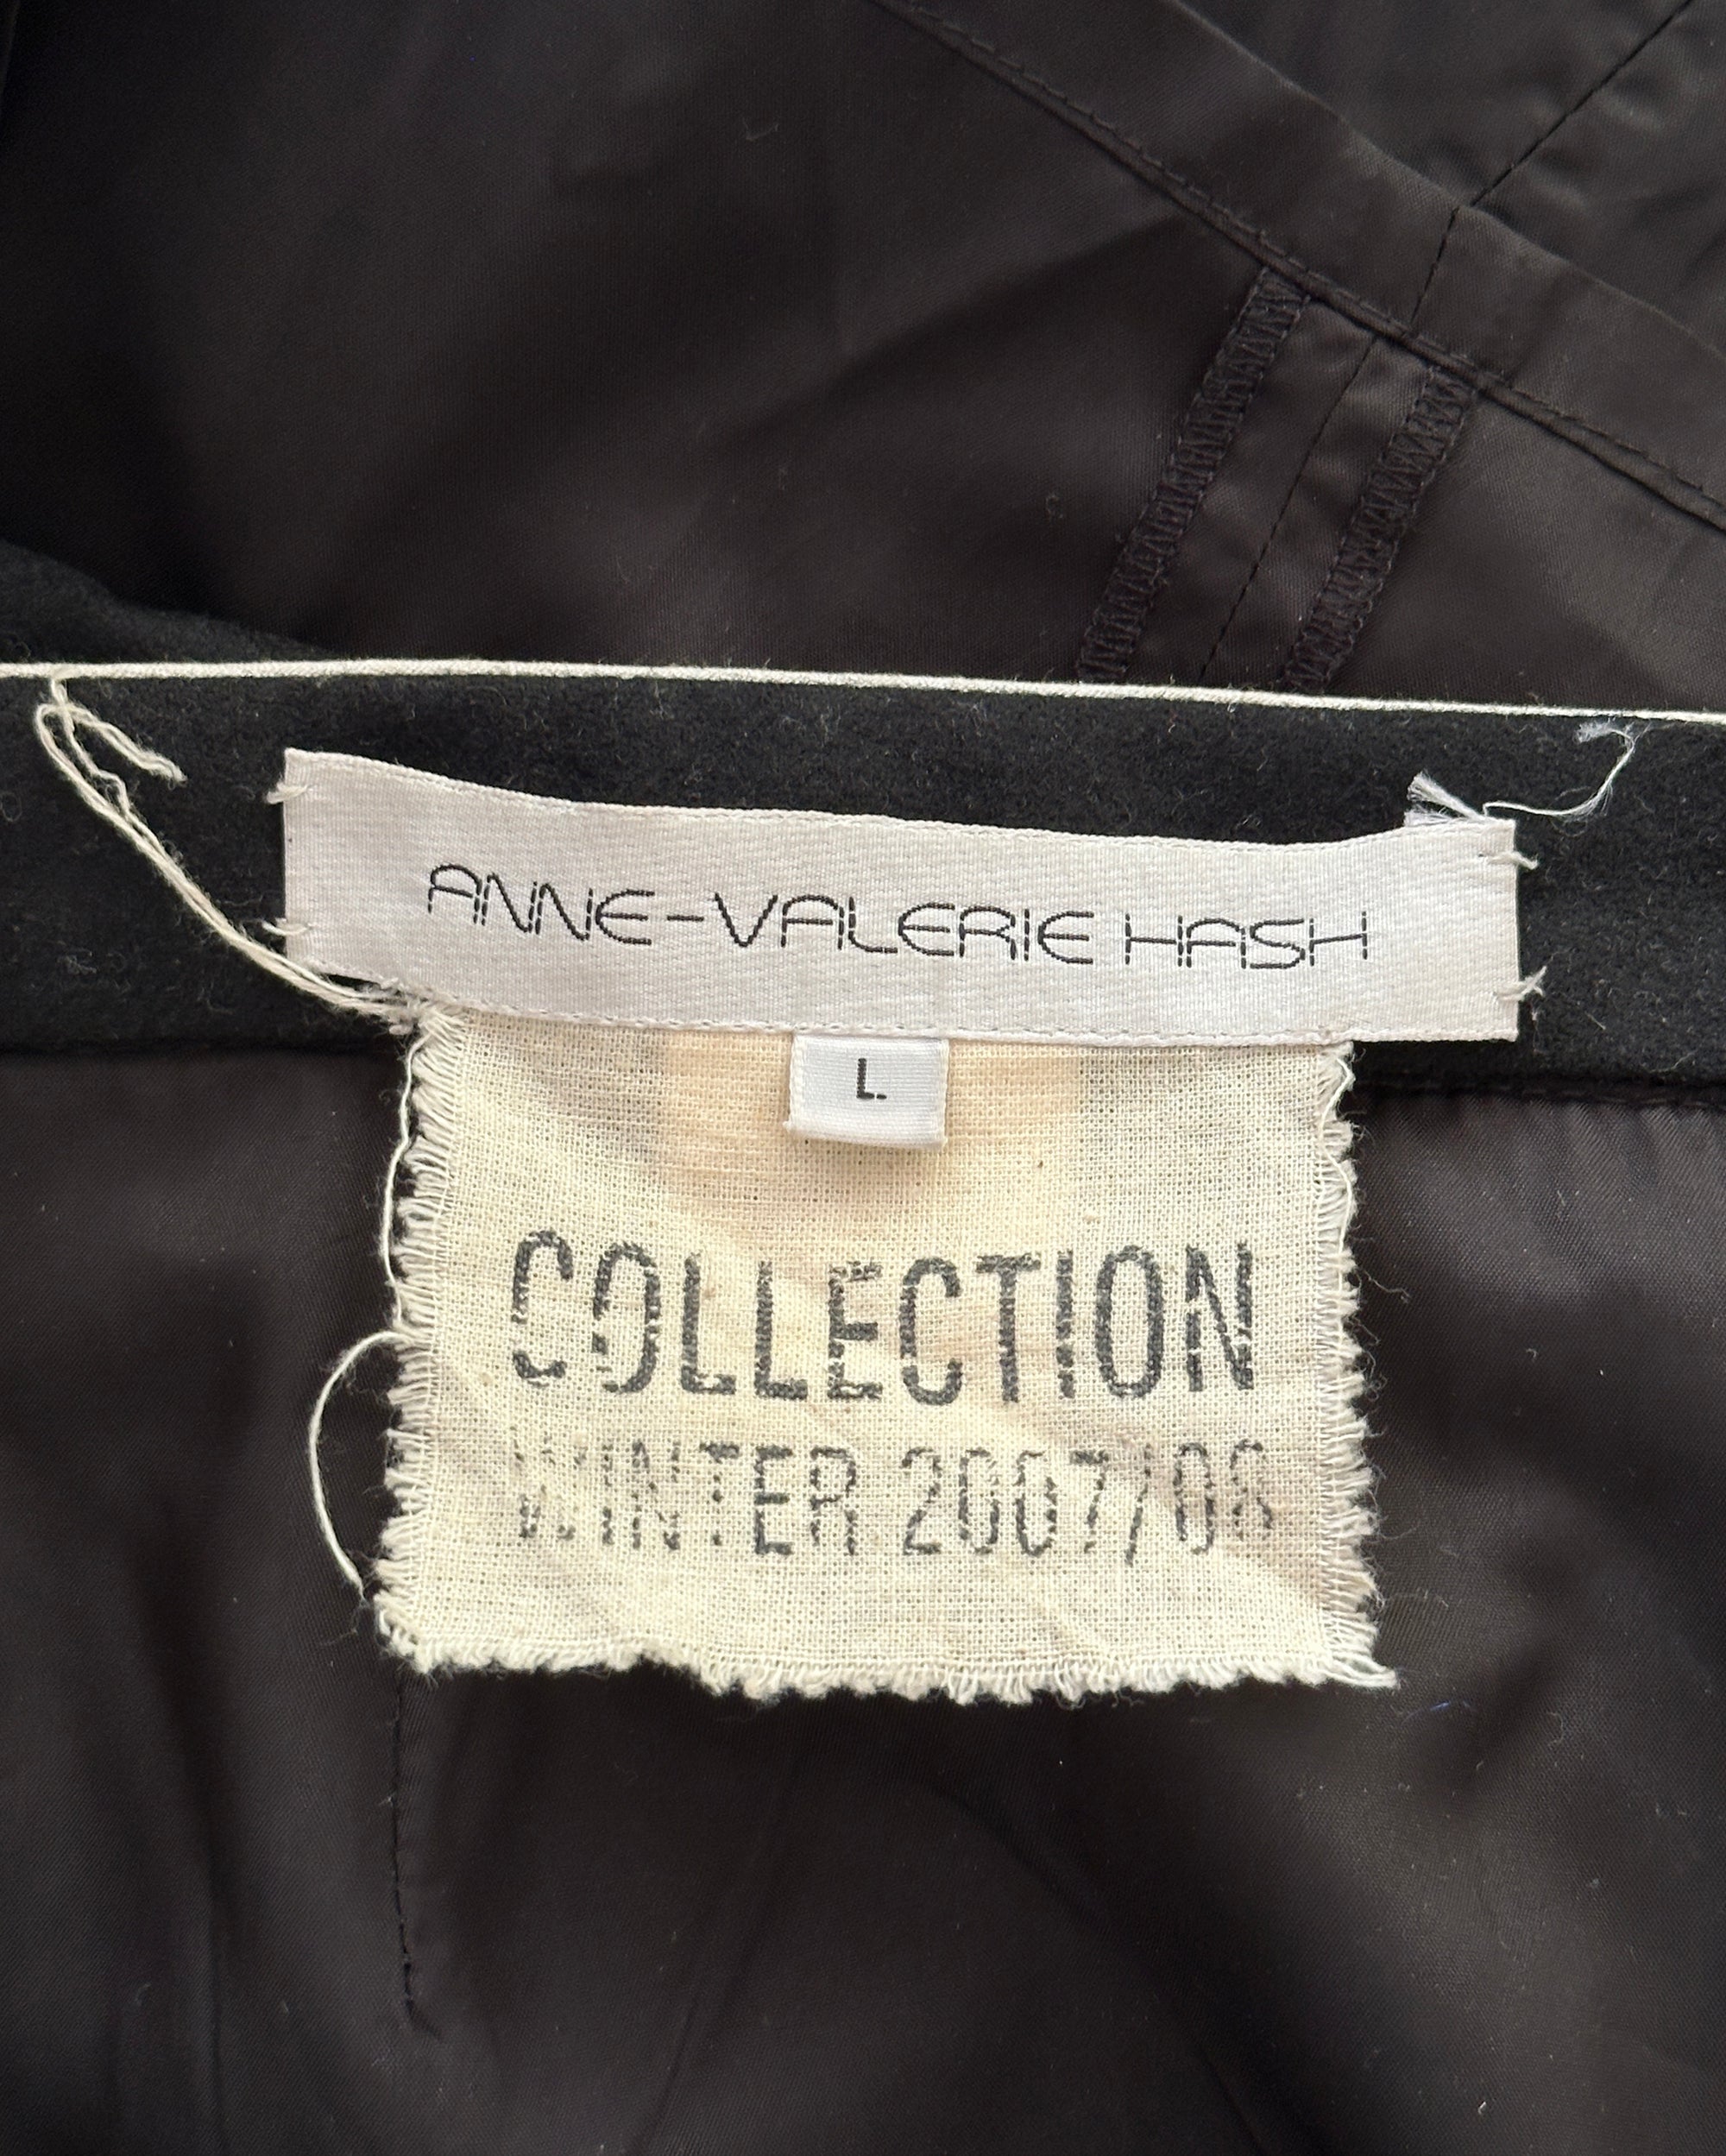 ANNE-VALERIE HASH
L.
COLLECTION
WINTER 2007/08